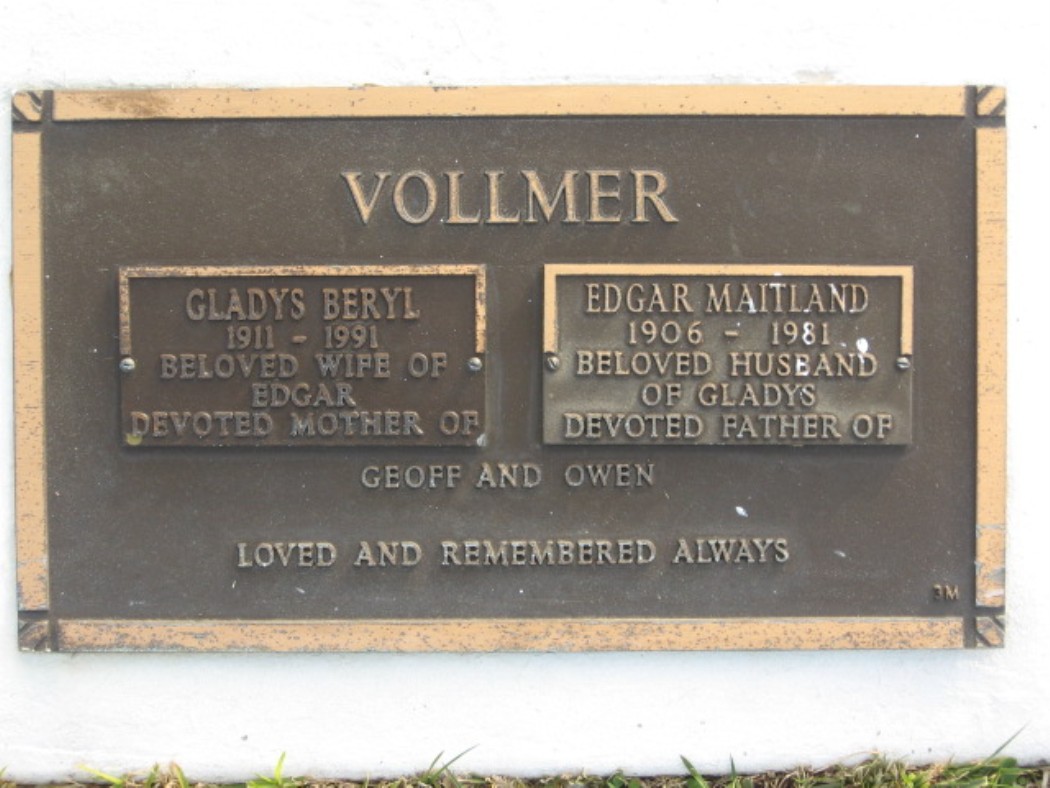 VOLLMER
GLADYS BERYL
1911 - 1991
BELOVED WIFE OF
EDGAR
DEVOTED MOTHER OF
EDGAR MAITLAND
1906 - 1981
BELOVED HUSBAND
OF GLADYS
DEVOTED FATHER OF
GEOFF AND OWEN
LOVED AND REMEMBERED ALWAYS
3M